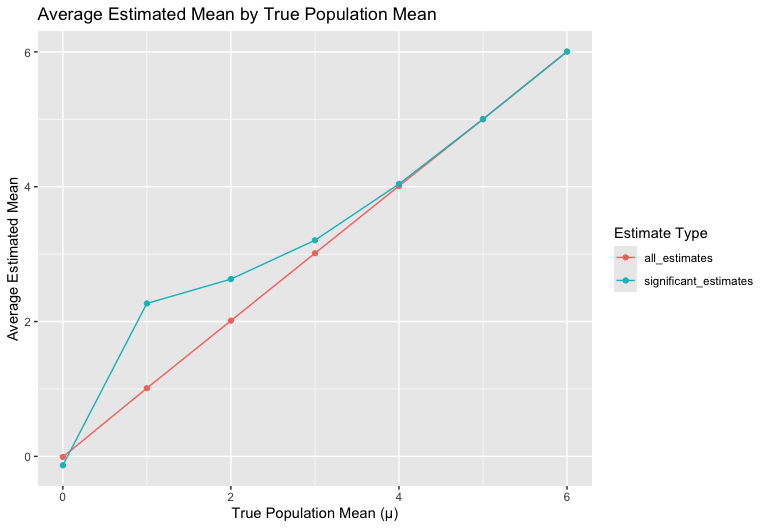 Average Estimated Mean by True Population Mean
6
4
2
0
Average Estimated Mean
0 2 4 6
True Population Mean (μ)
Estimate Type
all_estimates
significant_estimates